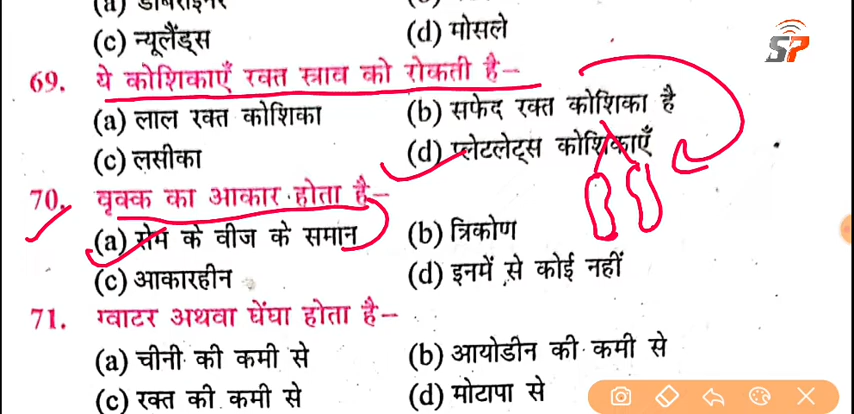 (c) न्यूलैंड्स (d) मोसले
SP
69. ये कोशिकाएँ रक्त स्त्राव को रोकती है–
(a) लाल रक्त कोशिका (b) सफेद रक्त कोशिका है
(c) लसीका (d) प्लेटलेट्स कोशिकाएँ
70. वृक्क का आकार होता है–
(a) सेम के वीज के समान (b) त्रिकोण
(c) आकारहीन (d) इनमें से कोई नहीं
71. ग्वाटर अथवा घेंघा होता है–
(a) चीनी की कमी से (b) आयोडीन की कमी से
(c) रक्त की कमी से (d) मोटापा से